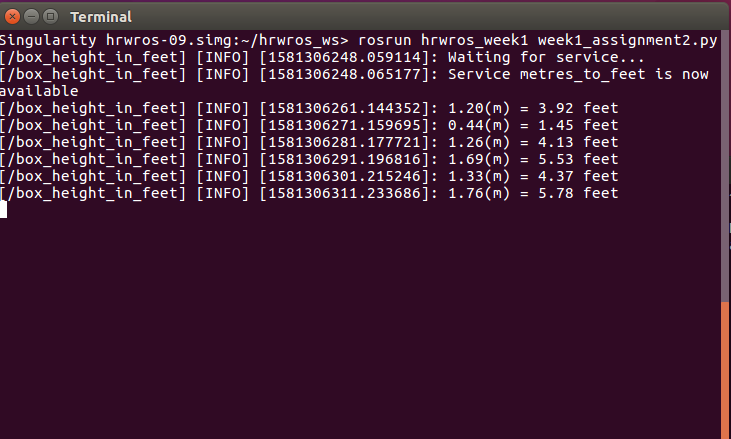 Terminal
Singularity hrwros-09.simg:~/hrwros_ws> rosrun hrwros_week1 week1_assignment2.py
[/box_height_in_feet] [INFO] [1581306248.059114]: Waiting for service...
[/box_height_in_feet] [INFO] [1581306248.065177]: Service metres_to_feet is now
available
[/box_height_in_feet] [INFO] [1581306261.144352]: 1.20(m) = 3.92 feet
[/box_height_in_feet] [INFO] [1581306271.159695]: 0.44(m) = 1.45 feet
[/box_height_in_feet] [INFO] [1581306281.177721]: 1.26(m) = 4.13 feet
[/box_height_in_feet] [INFO] [1581306291.196816]: 1.69(m) = 5.53 feet
[/box_height_in_feet] [INFO] [1581306301.215246]: 1.33(m) = 4.37 feet
[/box_height_in_feet] [INFO] [1581306311.233686]: 1.76(m) = 5.78 feet